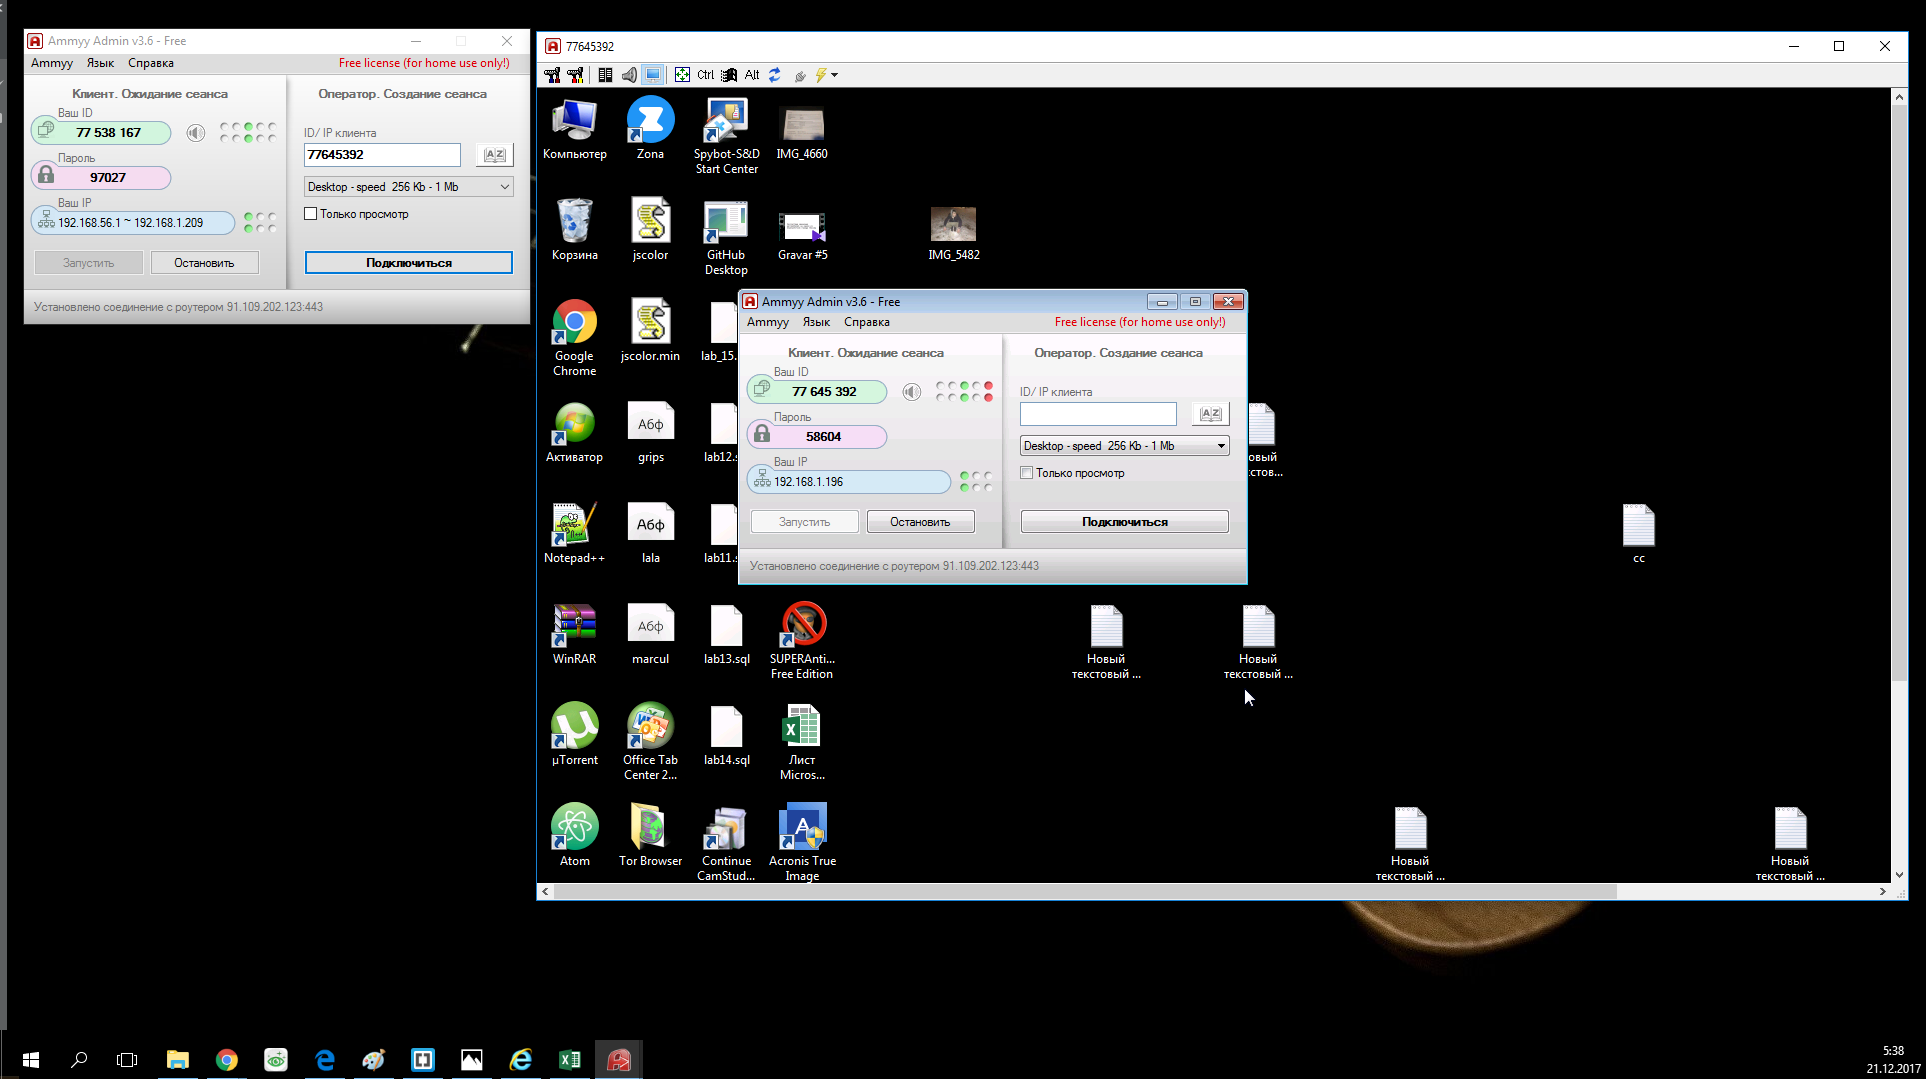 Ammyy Admin v3.6 - Free
Ammyy Язык Справка
Free license (for home use only!)
Клиент. Ожидание сеанса
Ваш ID
77 538 167
Пароль
97027
Ваш IP
192.168.56.1 ~ 192.168.1.209
Запустить
Остановить
Оператор. Создание сеанса
ID/ IP клиента
77645392
AZ
Desktop - speed 256 Kb - 1 Mb
Только просмотр
Подключиться
Установлено соединение с роутером 91.109.202.123:443
77645392
Ctrl
Alt
Компьютер
Zona
Spybot-S&D
Start Center
IMG_4660
Корзина
jscolor
GitHub
Desktop
Gravar #5
IMG_5482
Google
Chrome
jscolor.min
lab_15.
Активатор
Абф
grips
lab12.s
Notepad++
Абф
lala
lab11.s
Ammyy Admin v3.6 - Free
Ammyy Язык Справка
Free license (for home use only!)
Клиент. Ожидание сеанса
Ваш ID
77 645 392
Пароль
58604
Ваш IP
192.168.1.196
Запустить
Остановить
Оператор. Создание сеанса
ID/ IP клиента
AZ
Desktop - speed 256 Kb - 1 Mb
Только просмотр
Подключиться
Установлено соединение с роутером 91.109.202.123:443
овый
стов...
cc
WinRAR
Абф
marcul
lab13.sql
SUPERAnti...
Free Edition
Новый
текстовый ...
Новый
текстовый ...
µTorrent
Office Tab
Center 2...
lab14.sql
Лист
Micros...
Atom
Tor Browser
Continue
CamStud...
Acronis True
Image
Новый
текстовый ...
Новый
текстовый ...
5:38
21.12.2017